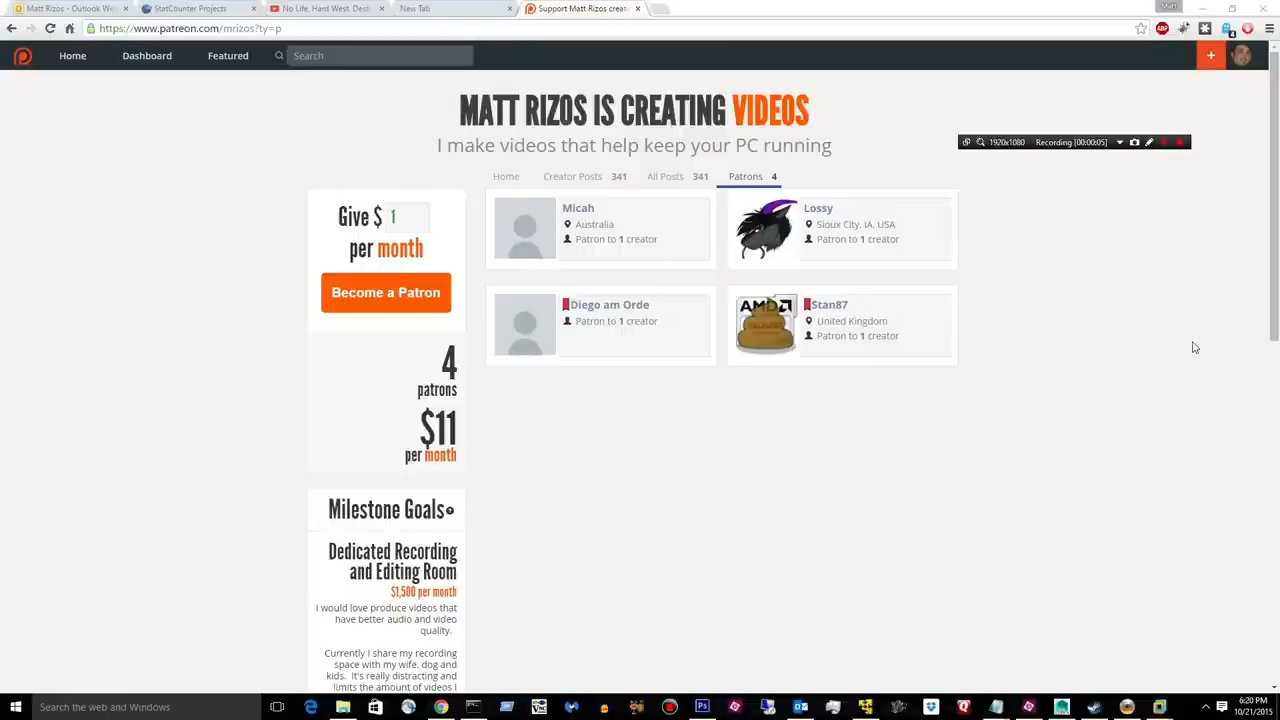 Matt Rizos - Outlook Web
StatCounter Projects
No Life, Hard West. Desti
New Tab
Support Matt Rizos creat
Matt
https://www.patreon.com/mrizos?ty=p
ABP
4
Home
Dashboard
Featured
Search
+
MATT RIZOS IS CREATING VIDEOS
I make videos that help keep your PC running
1920x1080
Recording [00:00:05]
Home
Creator Posts 341
All Posts 341
Patrons 4
Give $ 1
per month
Become a Patron
4
patrons
$11
per month
Micah
Australia
Patron to 1 creator
Lossy
Sioux City, IA, USA
Patron to 1 creator
Diego am Orde
Patron to 1 creator
AMD
Stan87
United Kingdom
Patron to 1 creator
Milestone Goals
Dedicated Recording
and Editing Room
$1,500 per month
I would love produce videos that
have better audio and video
quality.
Currently I share my recording
space with my wife, dog and
kids. It's really distracting and
limits the amount of videos I
Search the web and Windows
6:20 PM
10/21/2015